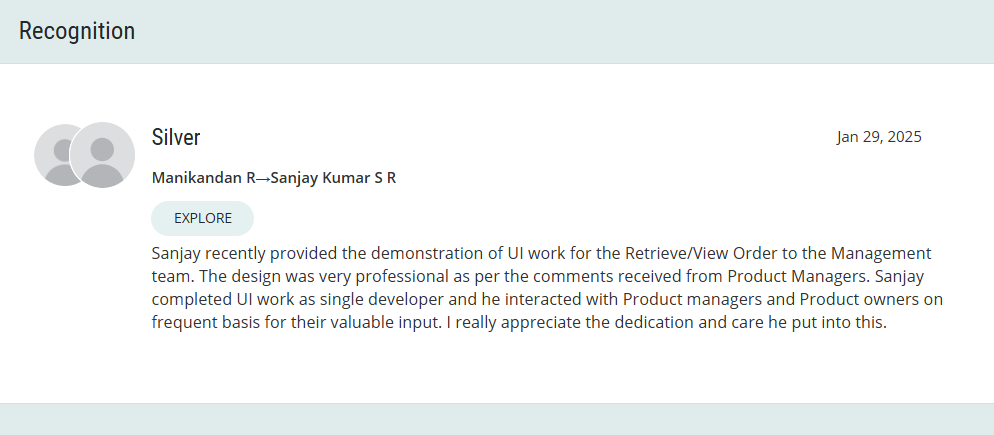 Recognition
Silver
Jan 29, 2025
Manikandan R→Sanjay Kumar S R
EXPLORE
Sanjay recently provided the demonstration of UI work for the Retrieve/View Order to the Management
team. The design was very professional as per the comments received from Product Managers. Sanjay
completed UI work as single developer and he interacted with Product managers and Product owners on
frequent basis for their valuable input. I really appreciate the dedication and care he put into this.